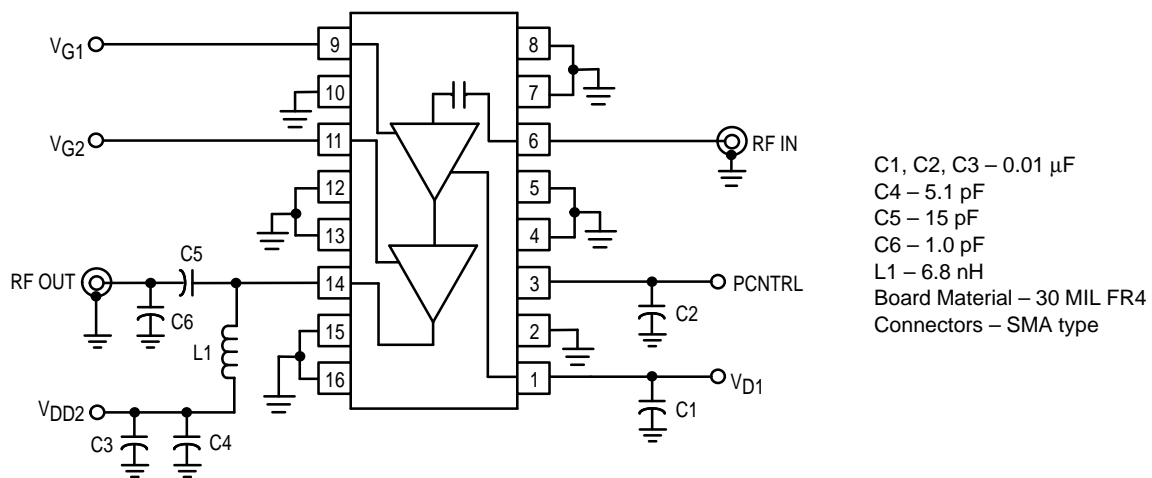 VG1
9
8
10
7
VG2
11
6
RF IN
12
5
13
4
C5
RF OUT
14
3
PCNTRL
C6
C2
L1
15
2
16
1
VD1
VDD2
C3
C4
C1
C1, C2, C3 – 0.01 μF
C4 – 5.1 pF
C5 – 15 pF
C6 – 1.0 pF
L1 – 6.8 nH
Board Material – 30 MIL FR4
Connectors – SMA type